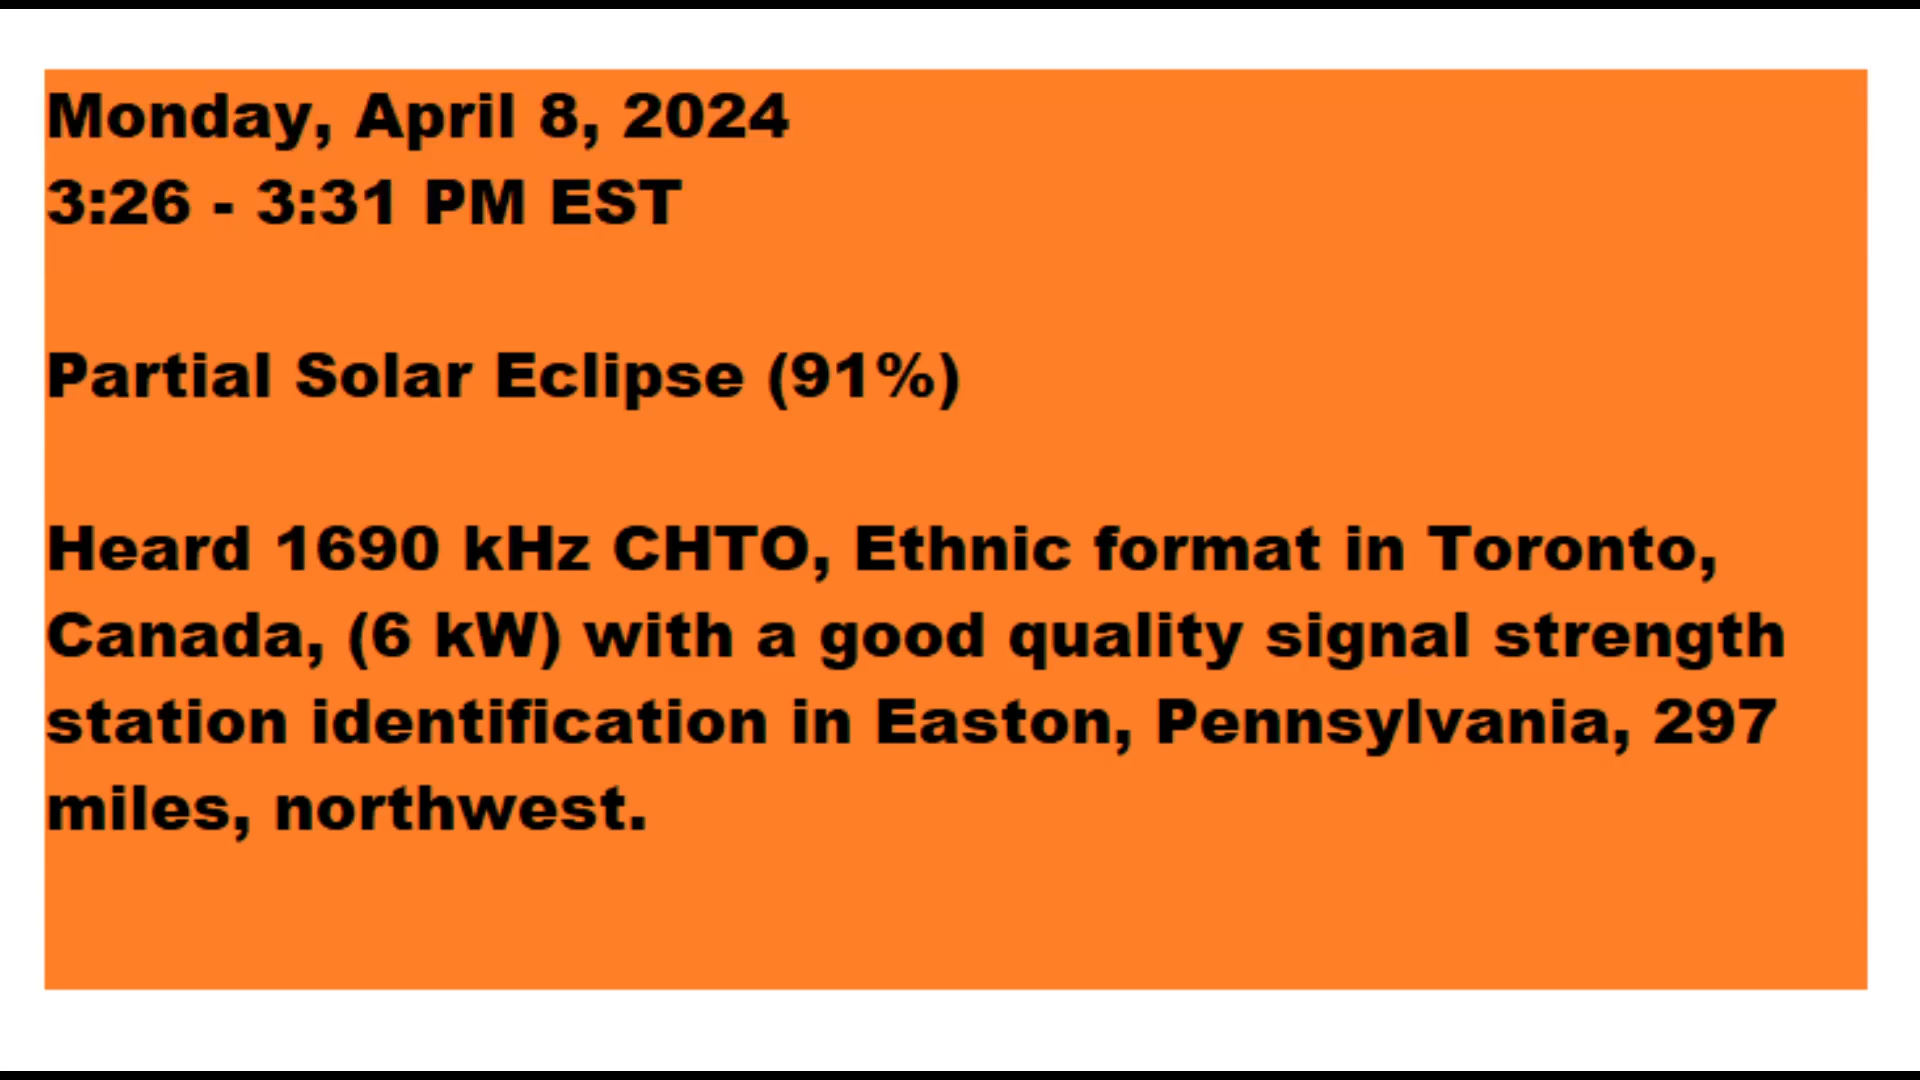 Monday, April 8, 2024
3:26 - 3:31 PM EST
Partial Solar Eclipse (91%)
Heard 1690 kHz CHTO, Ethnic format in Toronto,
Canada, (6 kW) with a good quality signal strength
station identification in Easton, Pennsylvania, 297
miles, northwest.